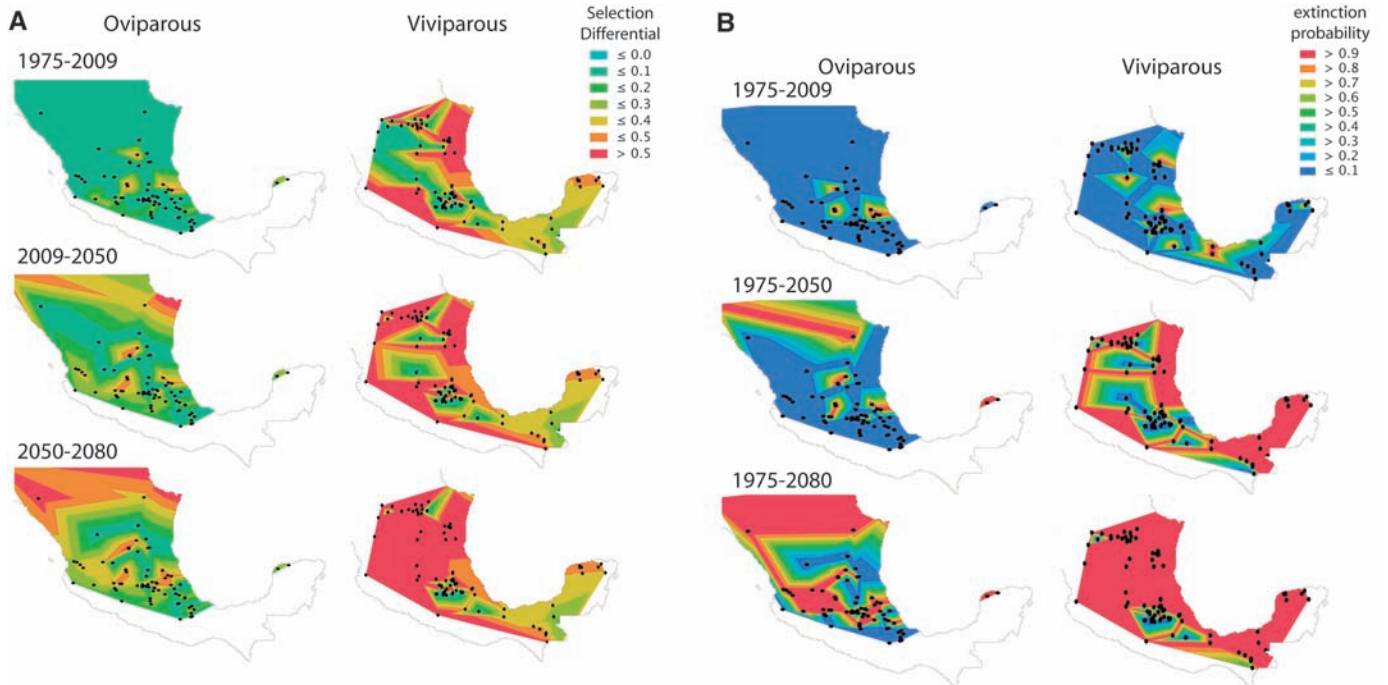 A
Oviparous
Viviparous
Selection
Differential
≤ 0.0
≤ 0.1
≤ 0.2
≤ 0.3
≤ 0.4
≤ 0.5
> 0.5
1975-2009
2009-2050
2050-2080
B
Oviparous
Viviparous
extinction
probability
> 0.9
> 0.8
> 0.7
> 0.6
> 0.5
> 0.4
> 0.3
> 0.2
≤ 0.1
1975-2009
1975-2050
1975-2080